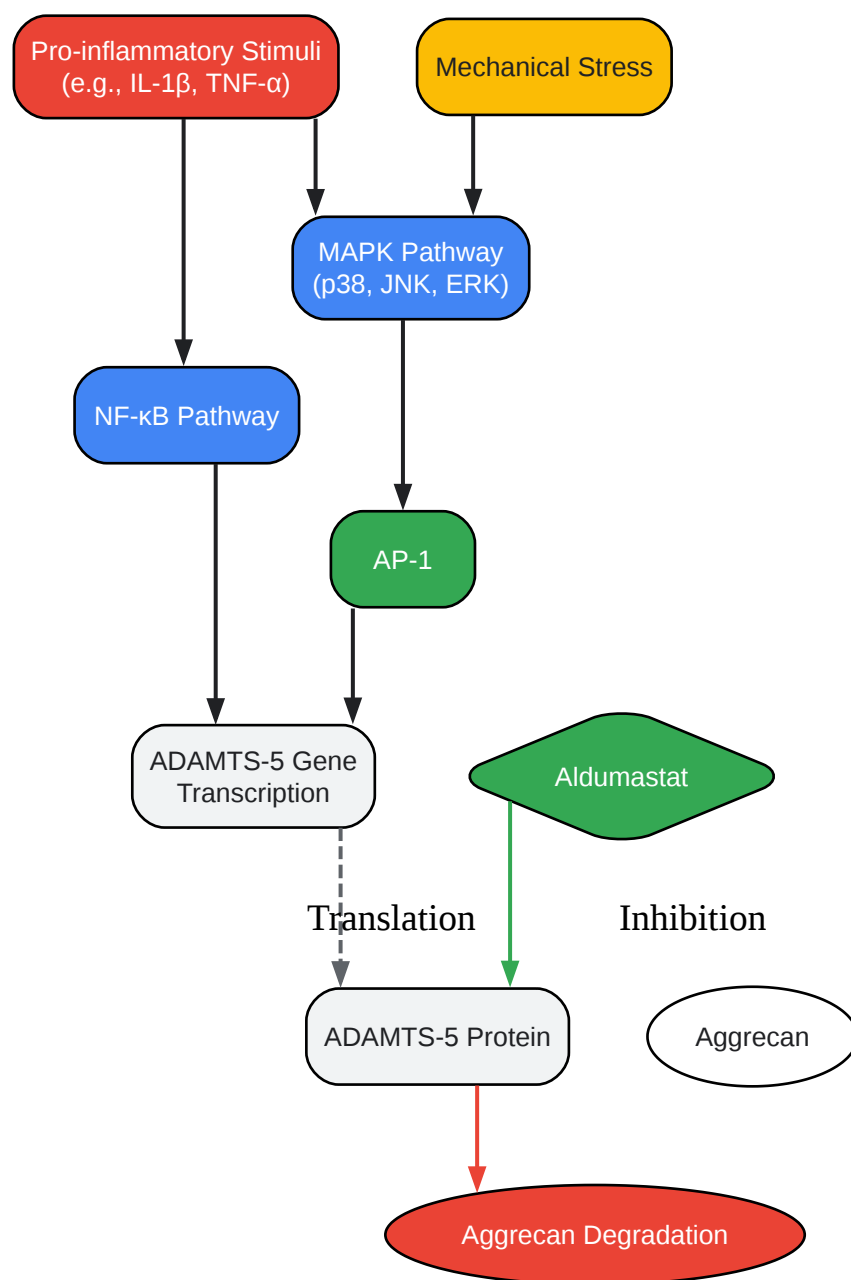 Pro-inflammatory Stimuli
(e.g., IL-1β, TNF-α)
Mechanical Stress
MAPK Pathway
(p38, JNK, ERK)
NF-κB Pathway
AP-1
ADAMTS-5 Gene
Transcription
Aldumastat
Translation
Inhibition
ADAMTS-5 Protein
Aggrecan
Aggrecan Degradation